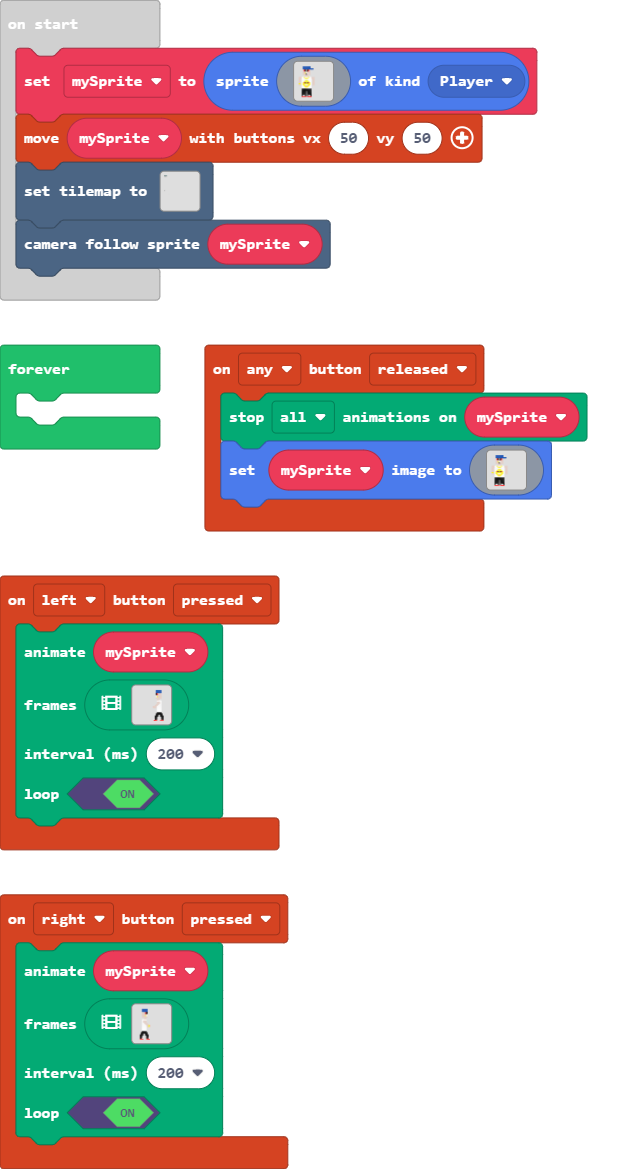 on start
set mySprite to sprite of kind Player
move mySprite with buttons vx 50 vy 50
set tilemap to
camera follow sprite mySprite
forever
on any button released
stop all animations on mySprite
set mySprite image to
on left button pressed
animate mySprite
frames
interval (ms) 200
loop ON
on right button pressed
animate mySprite
frames
interval (ms) 200
loop ON